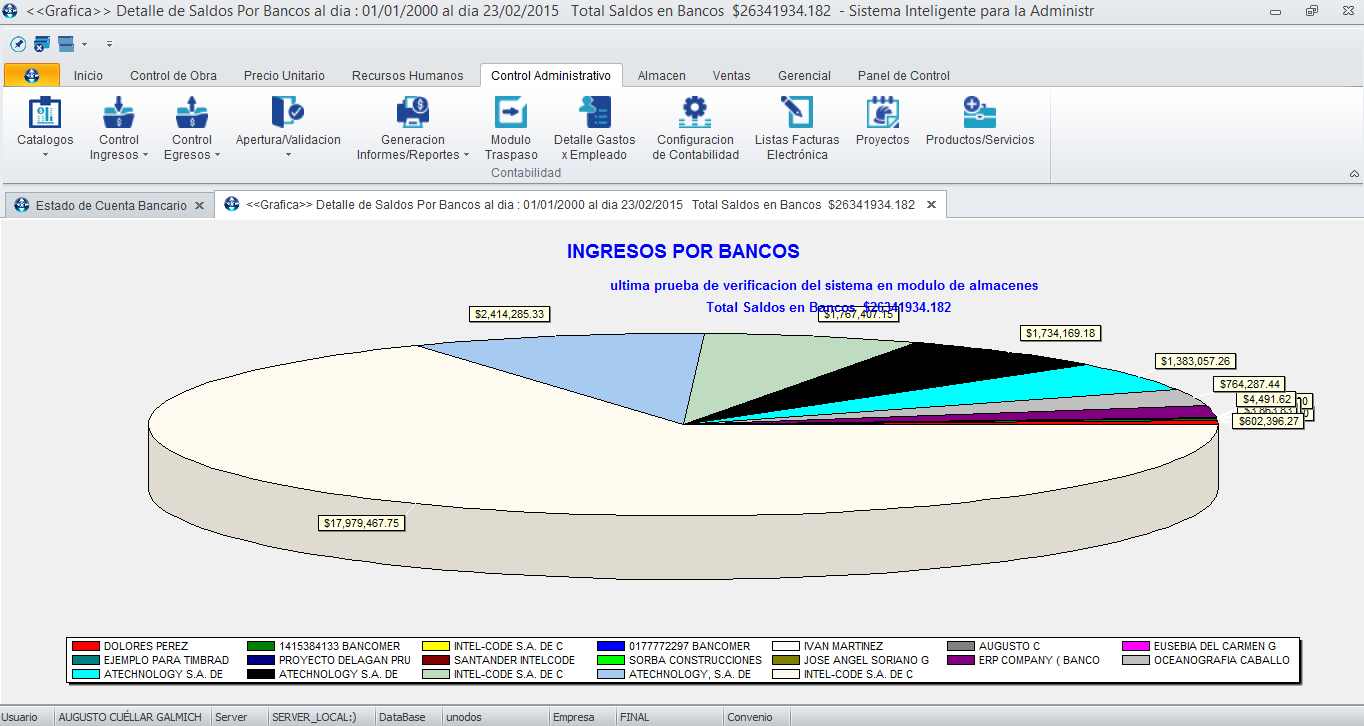 <<Grafica>> Detalle de Saldos Por Bancos al dia : 01/01/2000 al dia 23/02/2015 Total Saldos en Bancos $26341934.182 - Sistema Inteligente para la Administr
Inicio Control de Obra Precio Unitario Recursos Humanos Control Administrativo Almacen Ventas Gerencial Panel de Control
Catalogos Control Ingresos Control Egresos Apertura/Validacion Generacion Informes/Reportes Modulo Traspaso Detalle Gastos x Empleado Configuracion de Contabilidad Listas Facturas Electrónica Proyectos Productos/Servicios
Contabilidad
Estado de Cuenta Bancario <<Grafica>> Detalle de Saldos Por Bancos al dia : 01/01/2000 al dia 23/02/2015 Total Saldos en Bancos $26341934.182
INGRESOS POR BANCOS
ultima prueba de verificacion del sistema en modulo de almacenes
Total Saldos en Bancos $26341934.182
$2,414,285.33
$1,767,407.15
$1,734,169.18
$1,383,057.26
$764,287.44
$4,491.62
$3,863.83
$602,396.27
$17,979,467.75
DOLORES PEREZ 1415384133 BANCOMER INTEL-CODE S.A. DE C 0177772297 BANCOMER IVAN MARTINEZ AUGUSTO C EUSEBIA DEL CARMEN G
EJEMPLO PARA TIMBRAD PROYECTO DELAGAN PRU SANTANDER INTELCODE SORBA CONSTRUCCIONES JOSE ANGEL SORIANO G ERP COMPANY ( BANCO OCEANOGRAFIA CABALLO
ATECHNOLOGY S.A. DE ATECHNOLOGY S.A. DE INTEL-CODE S.A. DE C ATECHNOLOGY, S.A. DE INTEL-CODE S.A. DE C
Usuario AUGUSTO CUÉLLAR GALMICH Server SERVER_LOCAL:) DataBase unodos Empresa FINAL Convenio